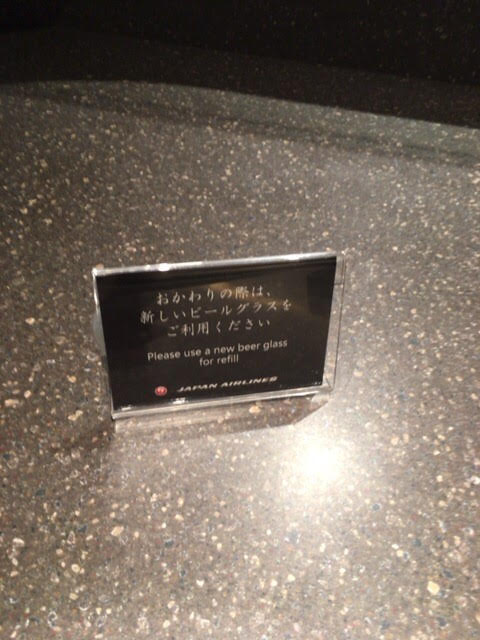 おかわりの際は、
新しいビールグラスを
ご利用ください
Please use a new beer glass
for refill
JAPAN AIRLINES